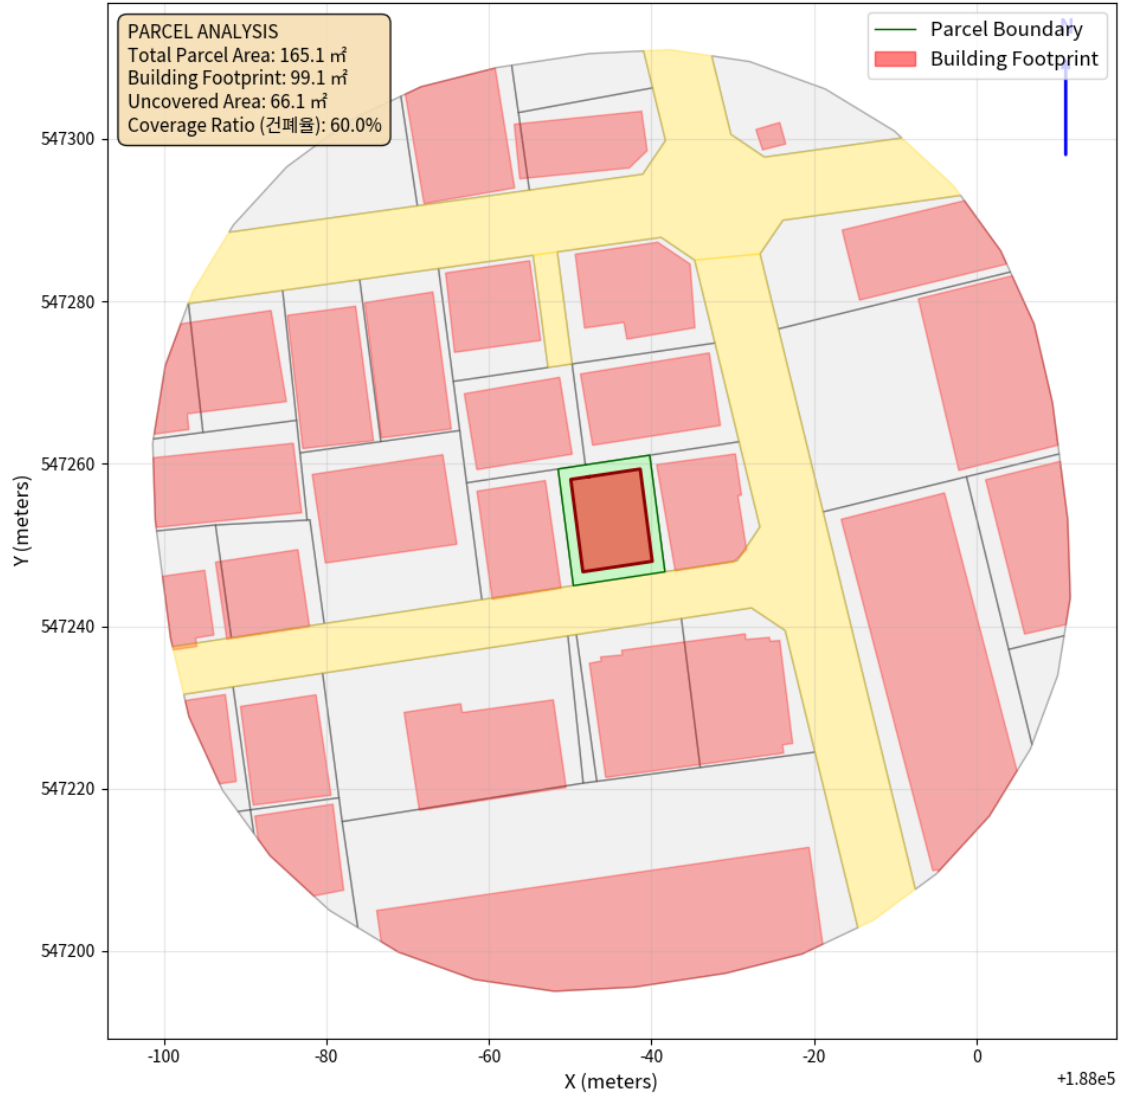 PARCEL ANALYSIS
Total Parcel Area: 165.1 ㎡
Building Footprint: 99.1 ㎡
Uncovered Area: 66.1 ㎡
Coverage Ratio (건폐율): 60.0%
Parcel Boundary
Building Footprint
N
547300
547280
547260
547240
547220
547200
Y (meters)
-100
-80
-60
-40
-20
0
X (meters)
+1.88e5